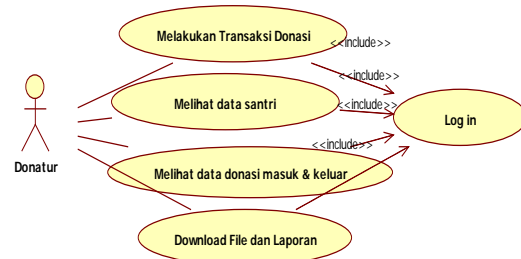 Melakukan Transaksi Donasi
<<include>>
<<include>>
Melihat data santri
<<include>>
Log in
Donatur
<<include>>
Melihat data donasi masuk & keluar
Download File dan Laporan